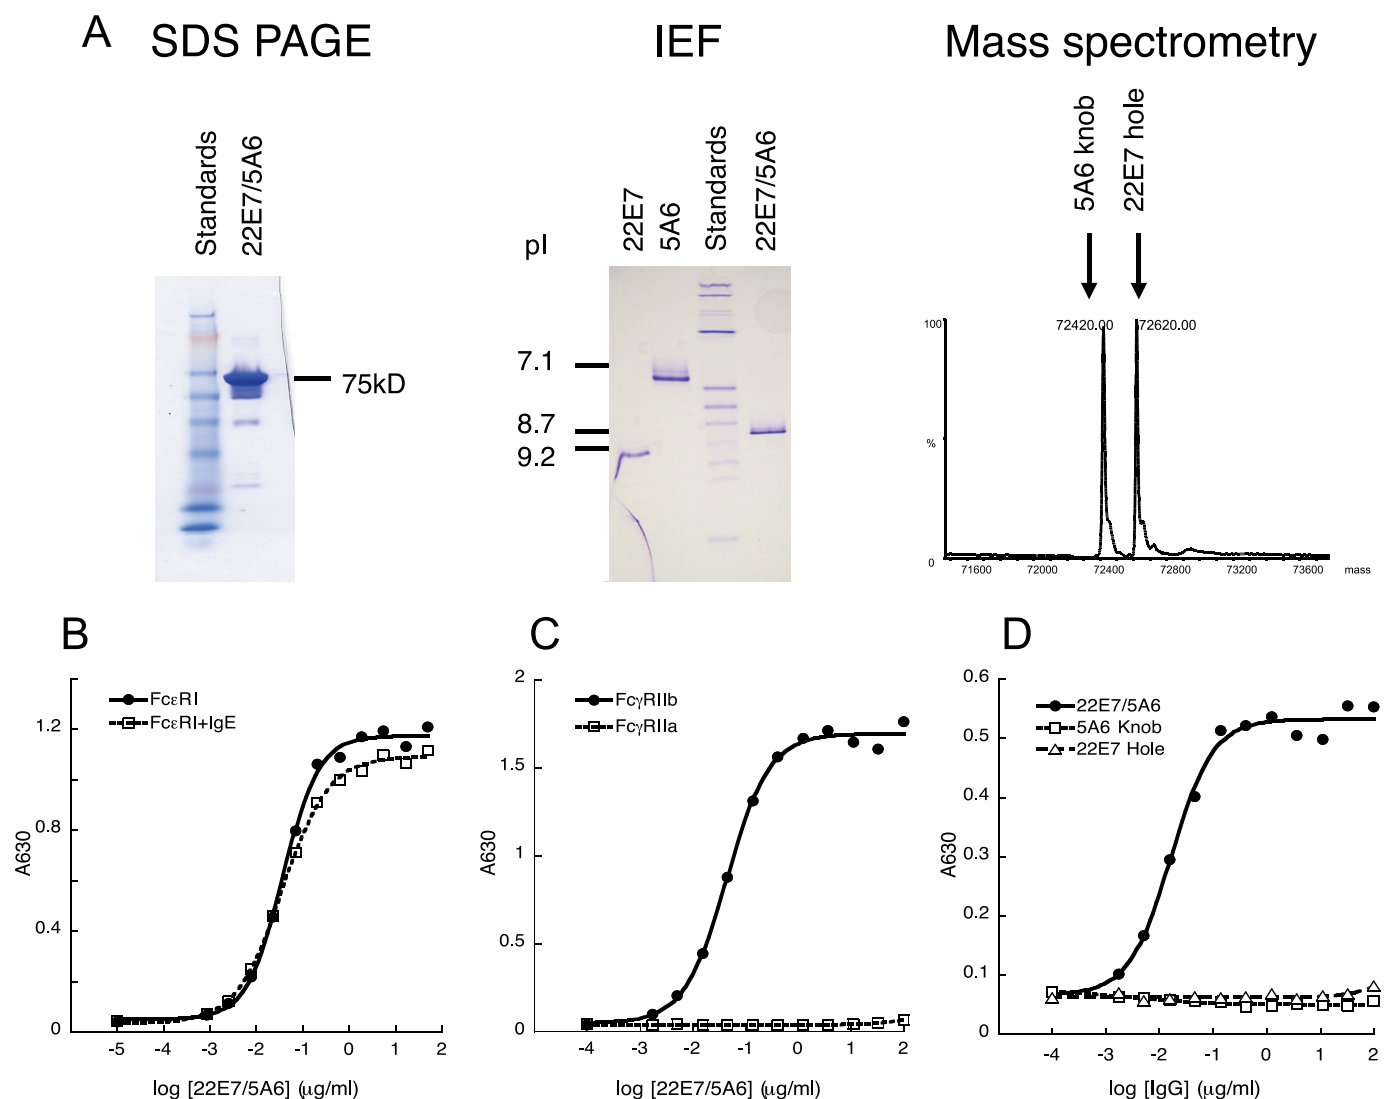 A SDS PAGE IEF Mass spectrometry
Standards
22E7/5A6
75kD
pI
22E7
5A6
Standards
22E7/5A6
7.1
8.7
9.2
5A6 knob
22E7 hole
72420.00 72620.00
100
%
0
71600 72000 72400 72800 73200 73600 mass
B
FcεRI
FcεRI+IgE
A630
1.2
0.8
0.4
0
-5 -4 -3 -2 -1 0 1 2
log [22E7/5A6] (μg/ml)
C
FcγRIIb
FcγRIIa
A630
2
1.5
1
0.5
0
-4 -3 -2 -1 0 1 2
log [22E7/5A6] (μg/ml)
D
22E7/5A6
5A6 Knob
22E7 Hole
A630
0.6
0.5
0.4
0.3
0.2
0.1
0
-4 -3 -2 -1 0 1 2
log [IgG] (μg/ml)